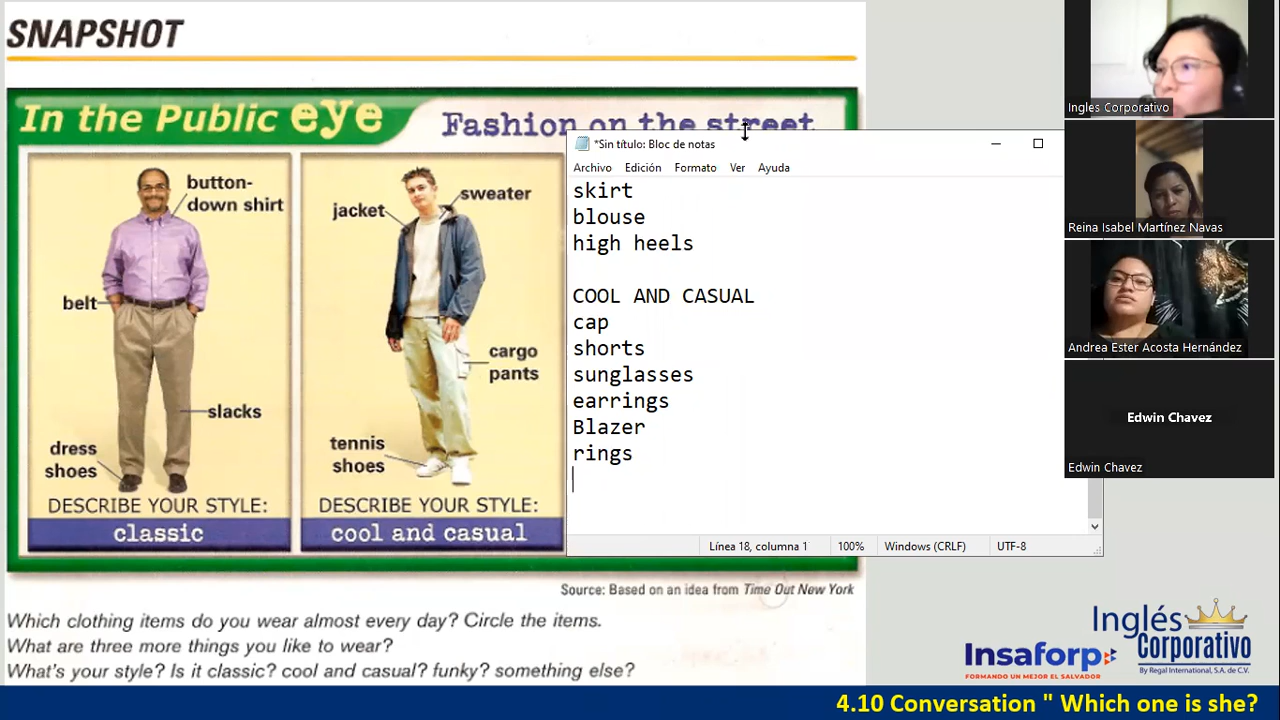 SNAPSHOT
In the Public eye
Fashion on the street
button-
down shirt
belt
slacks
dress
shoes
DESCRIBE YOUR STYLE:
classic
jacket
sweater
cargo
pants
tennis
shoes
DESCRIBE YOUR STYLE:
cool and casual
*Sin título: Bloc de notas
Archivo Edición Formato Ver Ayuda
skirt
blouse
high heels
COOL AND CASUAL
cap
shorts
sunglasses
earrings
Blazer
rings
Línea 18, columna 1 100% Windows (CRLF) UTF-8
Source: Based on an idea from Time Out New York
Which clothing items do you wear almost every day? Circle the items.
What are three more things you like to wear?
What's your style? Is it classic? cool and casual? funky? something else?
Ingles Corporativo
Reina Isabel Martínez Navas
Andrea Ester Acosta Hernández
Edwin Chavez
Edwin Chavez
Insaforp
FORMANDO UN MEJOR EL SALVADOR
Inglés
Corporativo
By Regal International, S.A. de C.V.
4.10 Conversation " Which one is she?